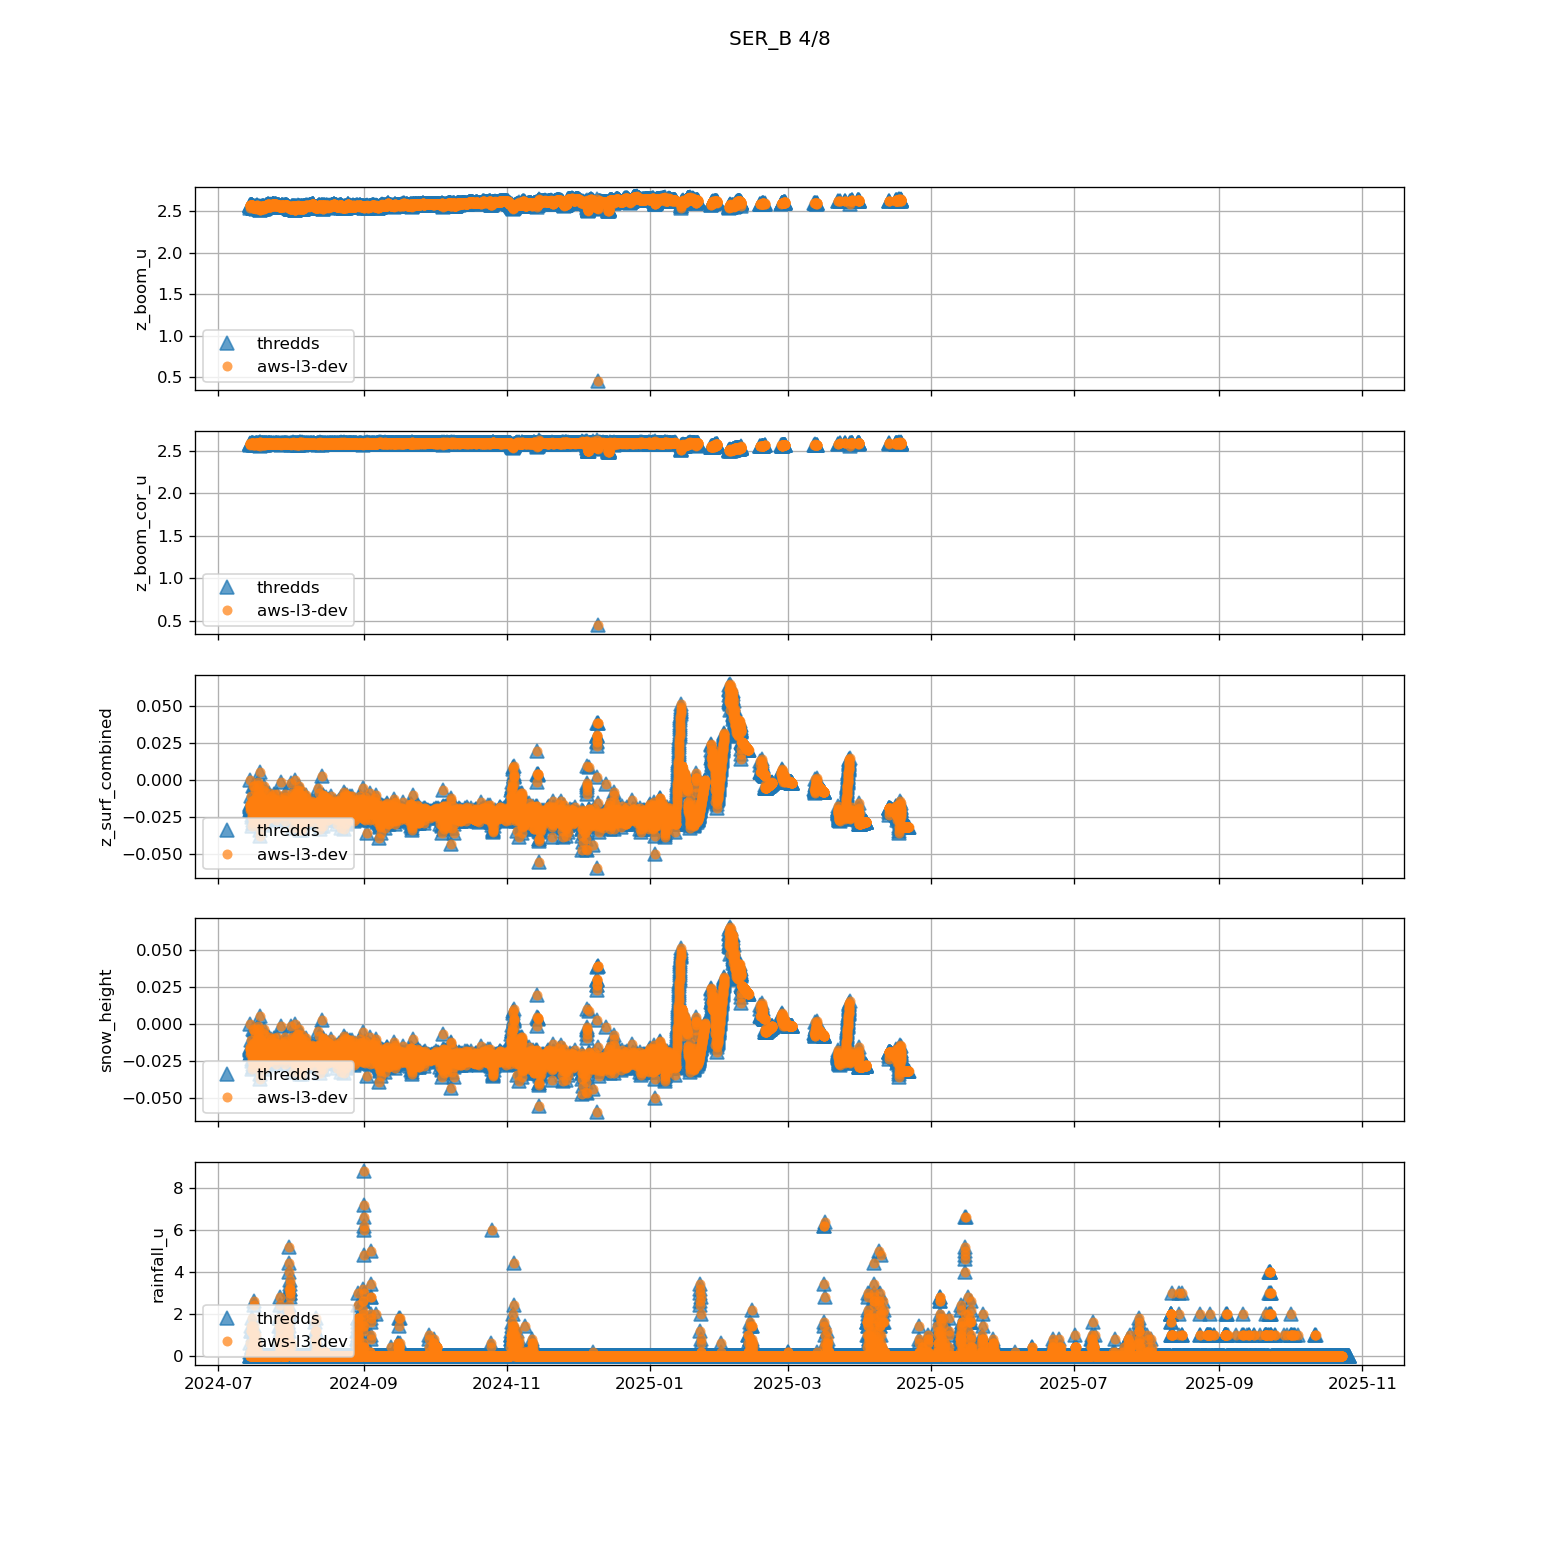 SER_B 4/8
z_boom_u
2.5
2.0
1.5
1.0
0.5
thredds
aws-l3-dev
z_boom_cor_u
2.5
2.0
1.5
1.0
0.5
thredds
aws-l3-dev
z_surf_combined
0.050
0.025
0.000
−0.025
−0.050
thredds
aws-l3-dev
snow_height
0.050
0.025
0.000
−0.025
−0.050
thredds
aws-l3-dev
rainfall_u
8
6
4
2
0
thredds
aws-l3-dev
2024-07 2024-09 2024-11 2025-01 2025-03 2025-05 2025-07 2025-09 2025-11